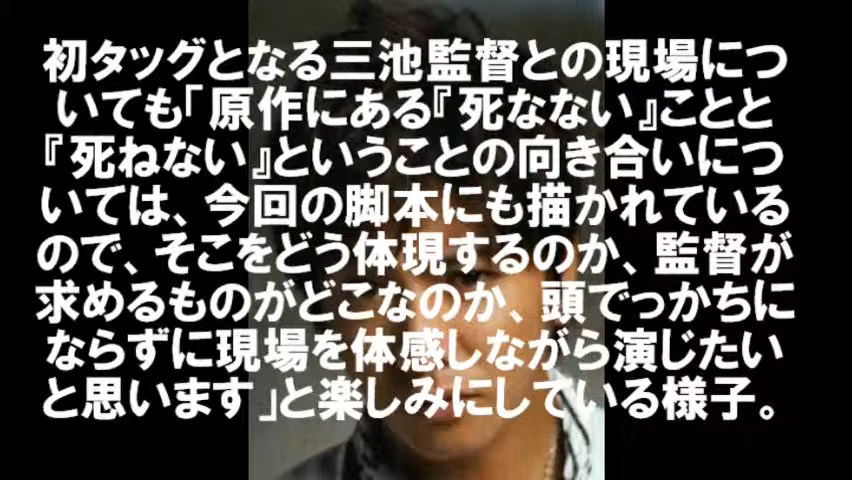 初タッグとなる三池監督との現場につ
いても「原作にある『死なない』ことと
『死ねない』ということの向き合いにつ
いては、今回の脚本にも描かれている
ので、そこをどう体現するのか、監督が
求めるものがどこなのか、頭でっかちに
ならずに現場を体感しながら演じたい
と思います」と楽しみにしている様子。